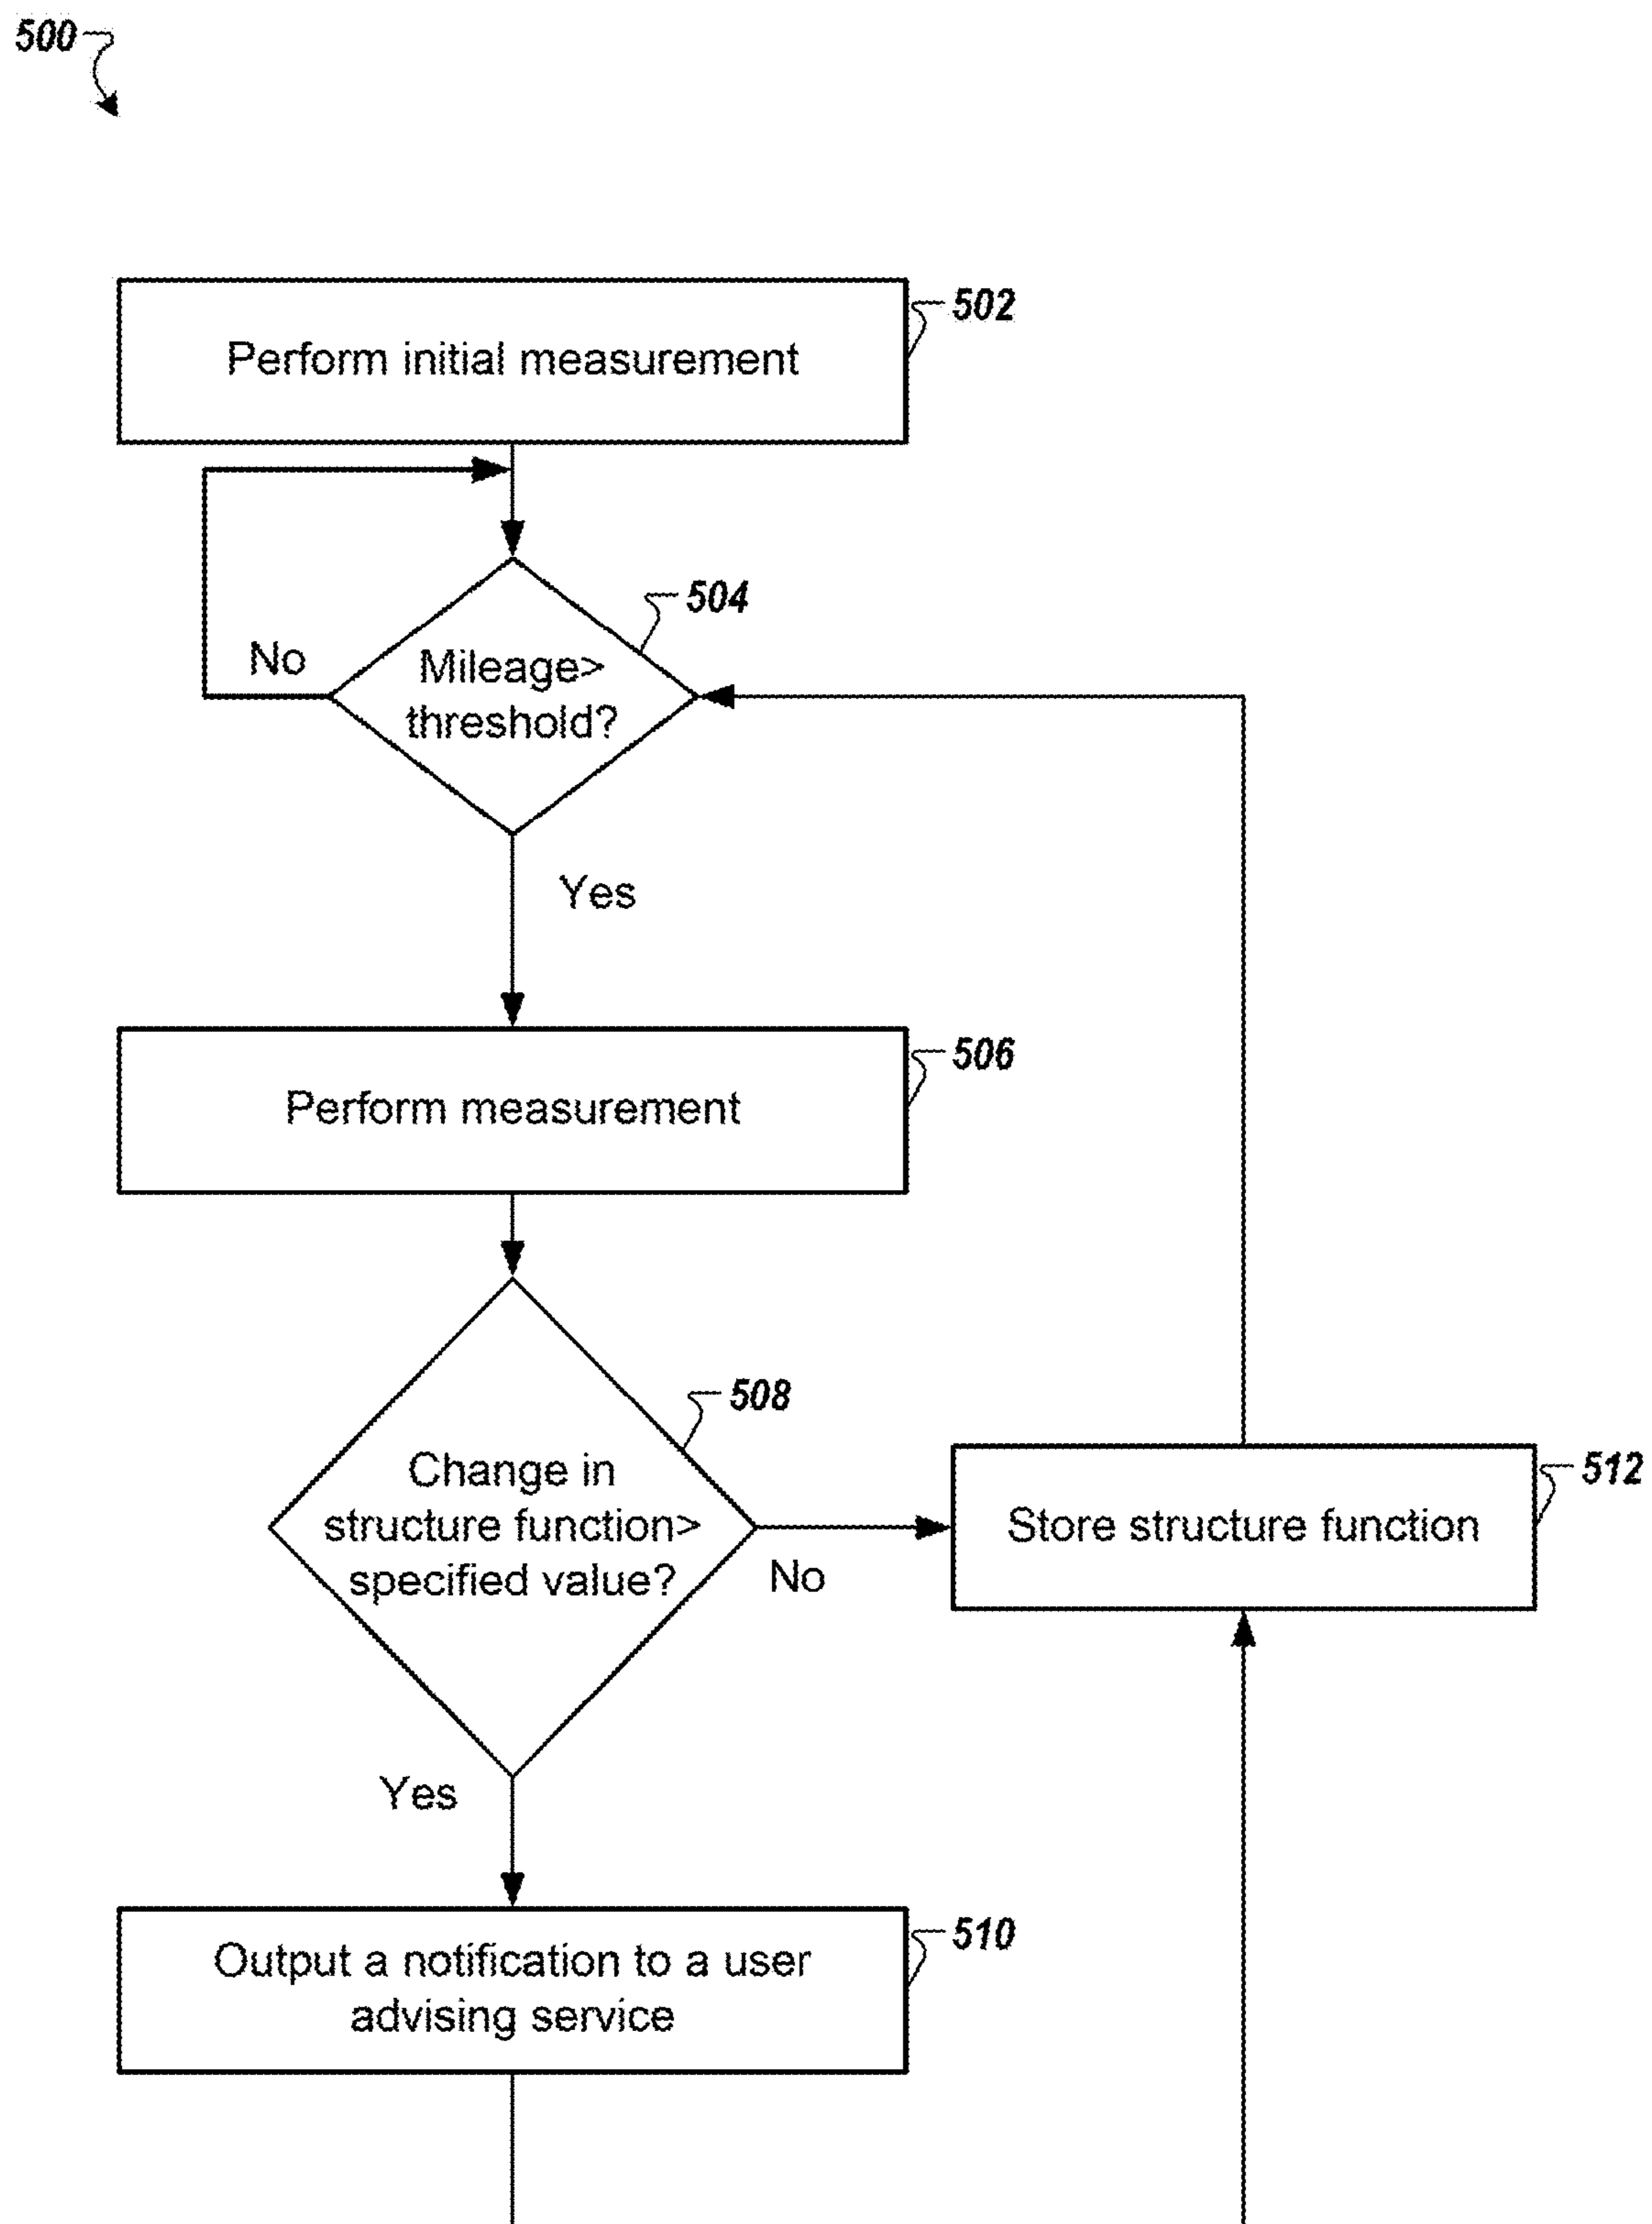 500
Perform initial measurement
502
504
No
Mileage>
threshold?
Yes
506
Perform measurement
508
Change in
structure function>
specified value?
No
512
Store structure function
Yes
510
Output a notification to a user
advising service